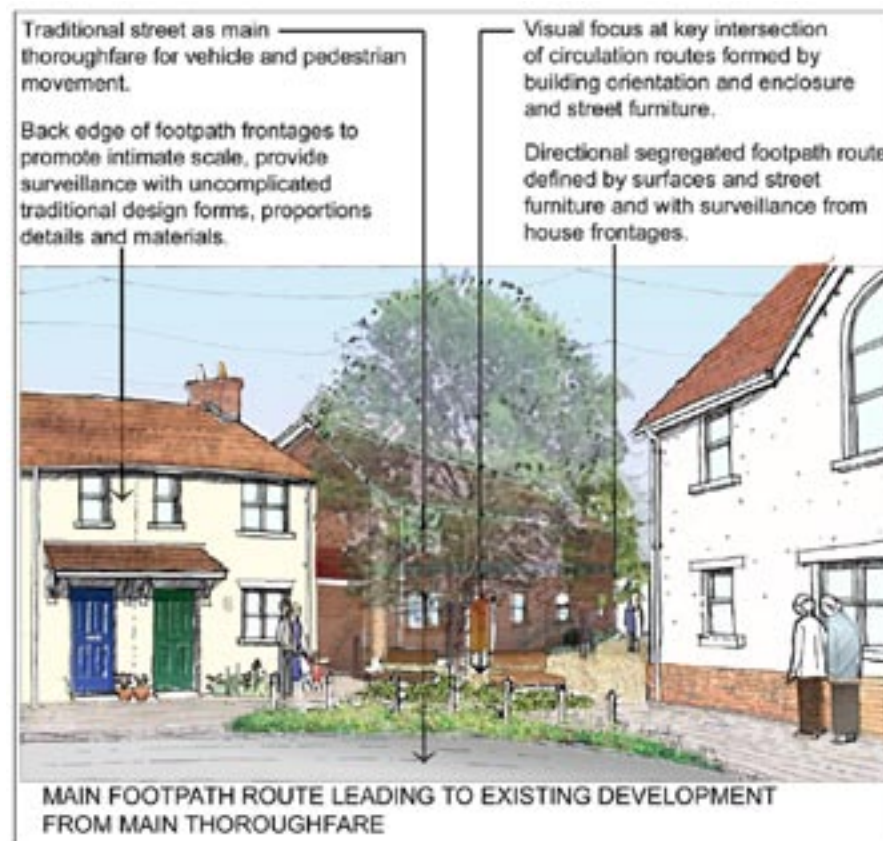 Traditional street as main
thoroughfare for vehicle and pedestrian
movement.
Back edge of footpath frontages to
promote intimate scale, provide
surveillance with uncomplicated
traditional design forms, proportions
details and materials.
Visual focus at key intersection
of circulation routes formed by
building orientation and enclosure
and street furniture.
Directional segregated footpath route
defined by surfaces and street
furniture and with surveillance from
house frontages.
MAIN FOOTPATH ROUTE LEADING TO EXISTING DEVELOPMENT
FROM MAIN THOROUGHFARE